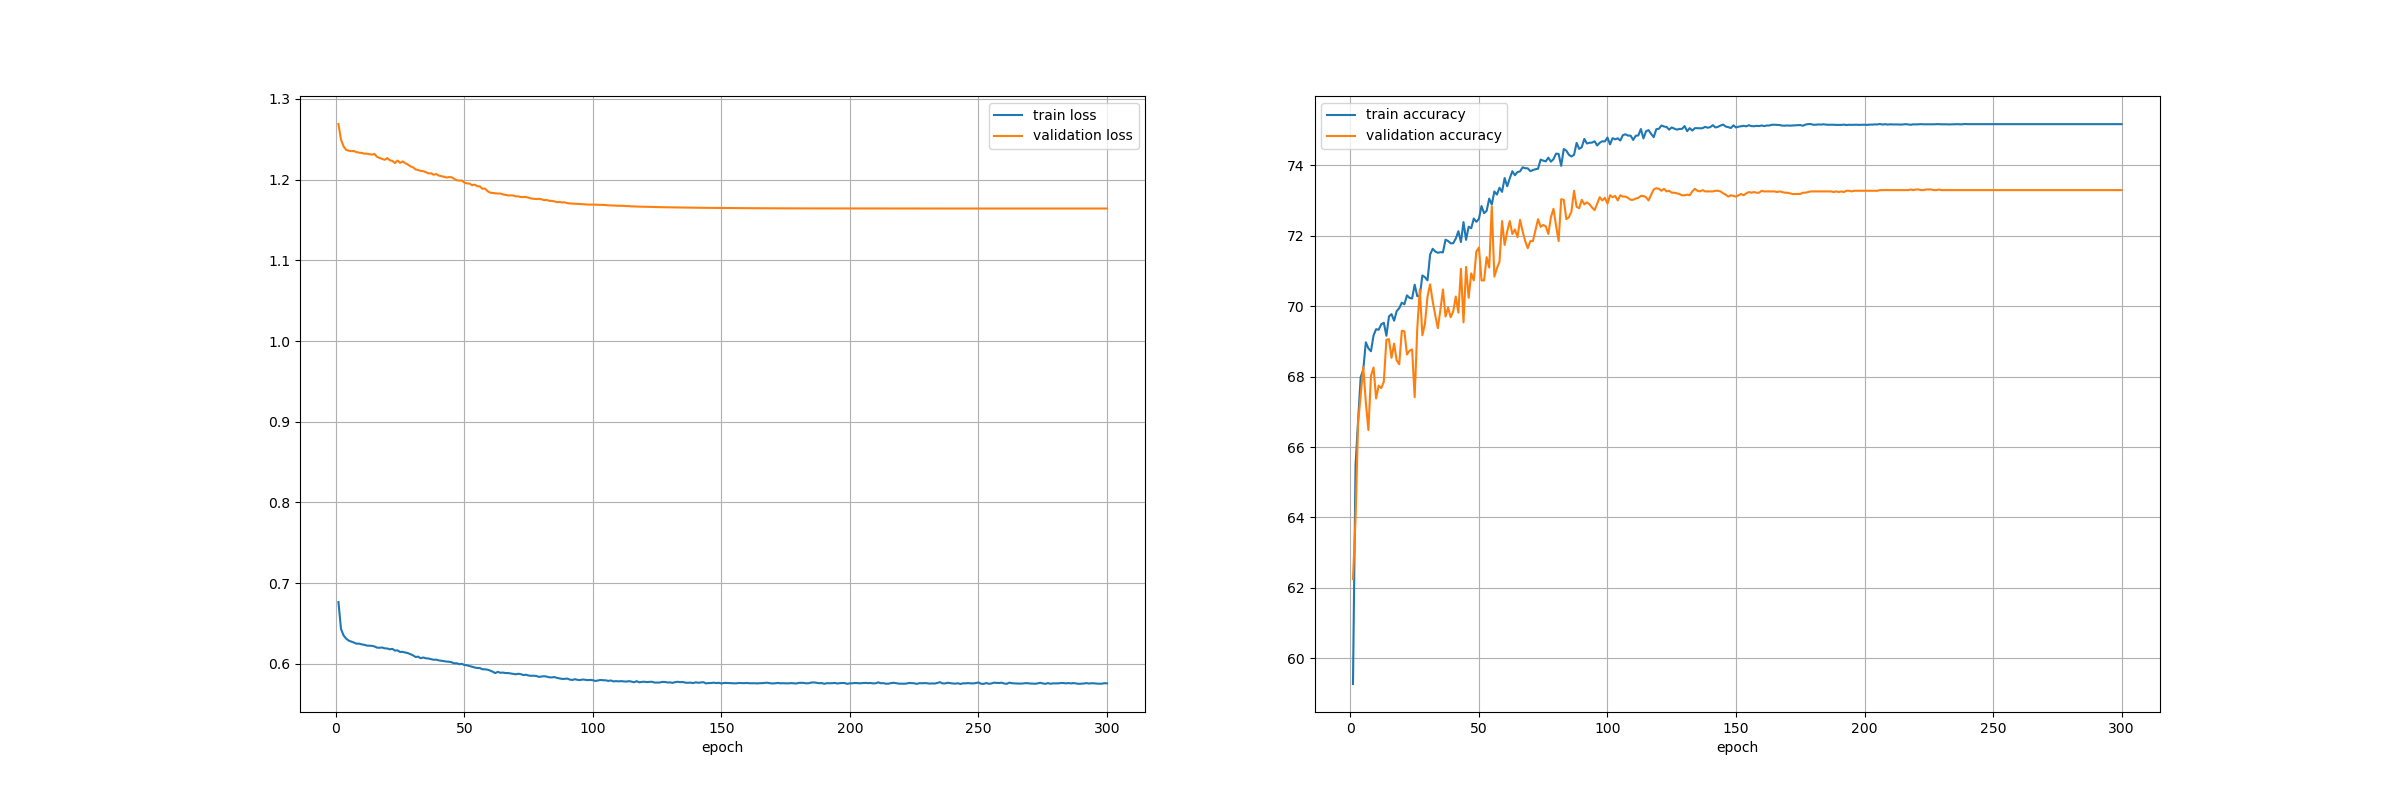 1.3
1.2
1.1
1.0
0.9
0.8
0.7
0.6
train loss
validation loss
0 50 100 150 200 250 300
epoch
74
72
70
68
66
64
62
60
train accuracy
validation accuracy
0 50 100 150 200 250 300
epoch